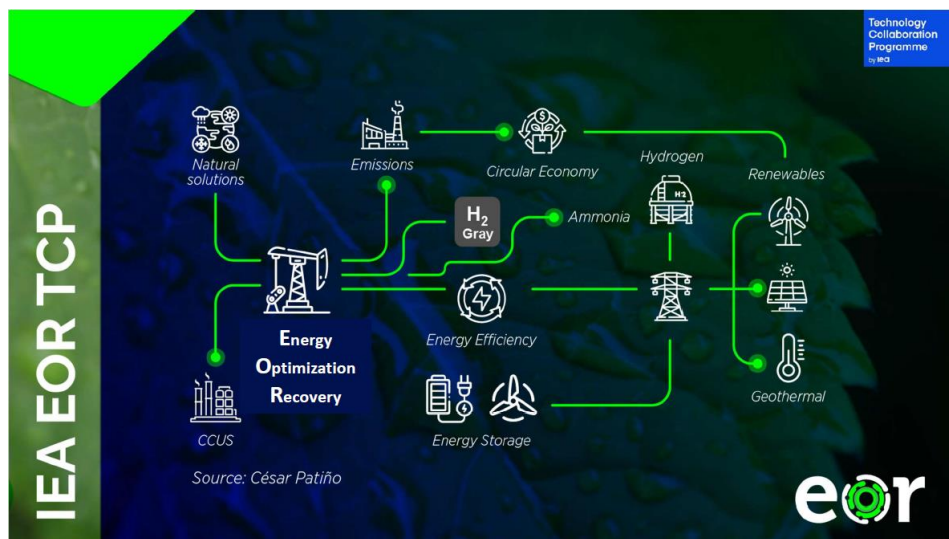 Technology
Collaboration
Programme
by iea
IEA EOR TCP
Natural
solutions
Emissions
Circular Economy
Hydrogen
H2
Renewables
H2
Gray
Ammonia
Energy
Optimization
Recovery
Energy Efficiency
Geothermal
CCUS
Energy Storage
Source: César Patiño
eor